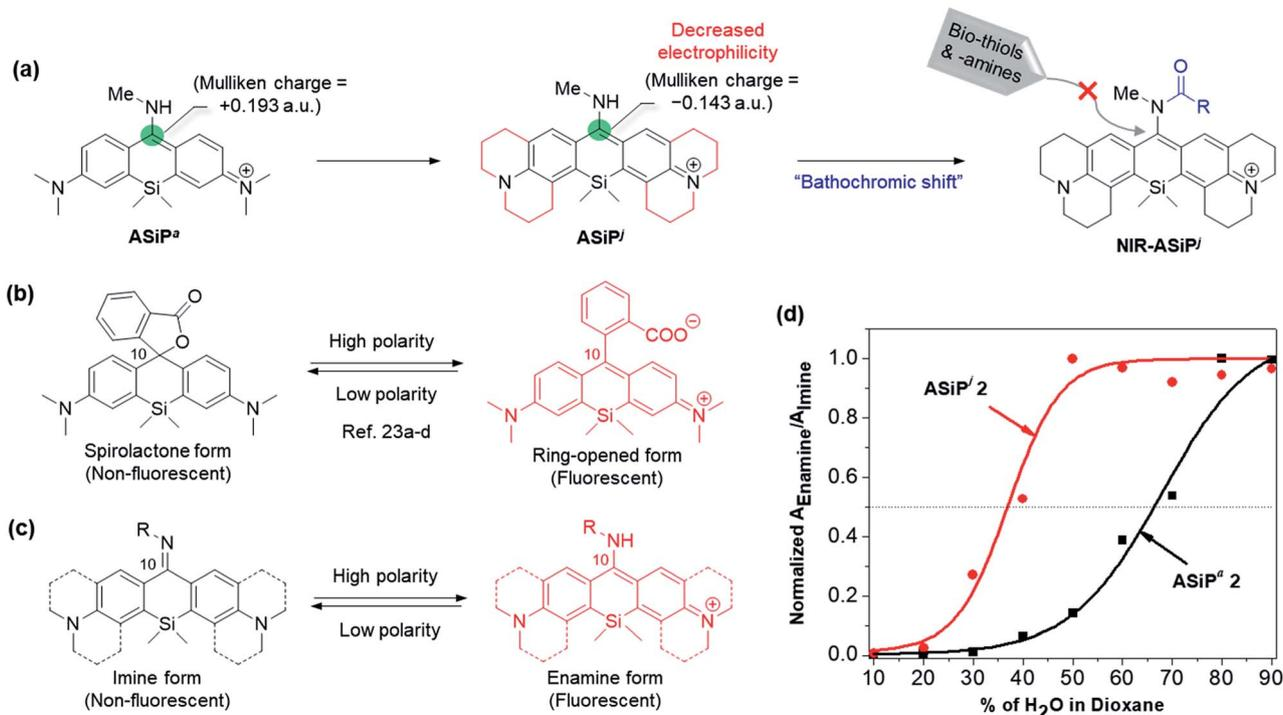 (a)
Me
NH
(Mulliken charge =
+0.193 a.u.)
N
Si
N
⊕
ASiPᵃ
Decreased
electrophilicity
(Mulliken charge =
−0.143 a.u.)
Me
NH
N
Si
N
⊕
ASiPʲ
"Bathochromic shift"
Bio-thiols
& -amines
Me
N
O
R
N
Si
N
⊕
NIR-ASiPʲ
(b)
O
O
10
N
Si
N
Spirolactone form
(Non-fluorescent)
High polarity
Low polarity
Ref. 23a-d
COO⊖
10
N
Si
N
⊕
Ring-opened form
(Fluorescent)
(c)
R
N
10
N
Si
N
Imine form
(Non-fluorescent)
High polarity
Low polarity
R
NH
10
N
Si
N
⊕
Enamine form
(Fluorescent)
(d)
Normalized A_Enamine/A_Imine
1.0
0.8
0.6
0.4
0.2
0.0
ASiPʲ 2
ASiPᵃ 2
10 20 30 40 50 60 70 80 90
% of H₂O in Dioxane